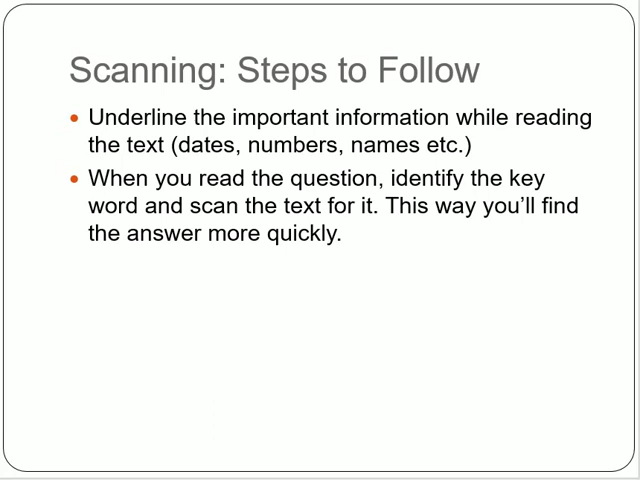 Scanning: Steps to Follow
• Underline the important information while reading
the text (dates, numbers, names etc.)
• When you read the question, identify the key
word and scan the text for it. This way you’ll find
the answer more quickly.